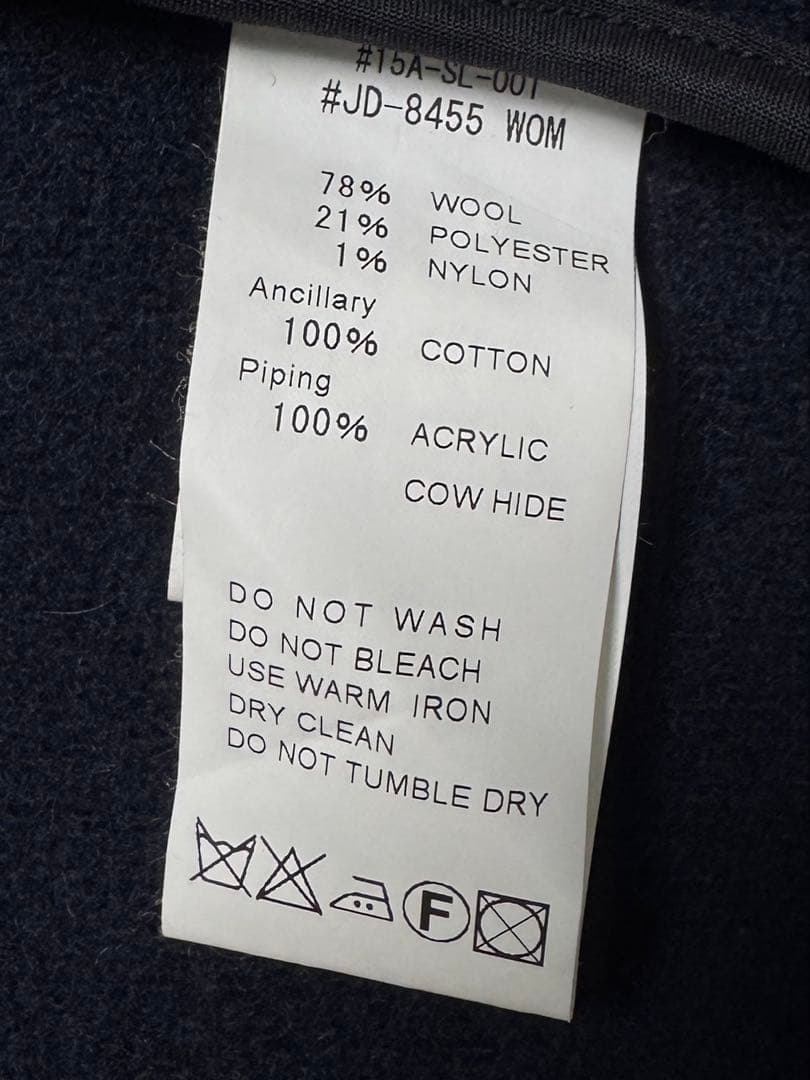 #15A-SL-001
#JD-8455 WOM
78% WOOL
21% POLYESTER
1% NYLON
Ancillary
100% COTTON
Piping
100% ACRYLIC
COW HIDE
DO NOT WASH
DO NOT BLEACH
USE WARM IRON
DRY CLEAN
DO NOT TUMBLE DRY
F